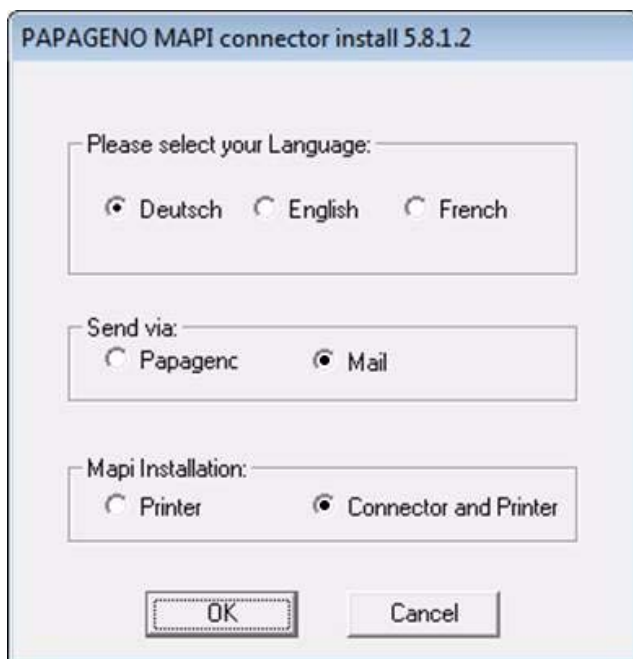 PAPAGENO MAPI connector install 5.8.1.2
Please select your Language:
Deutsch English French
Send via:
Papagenc Mail
Mapi Installation:
Printer Connector and Printer
OK Cancel